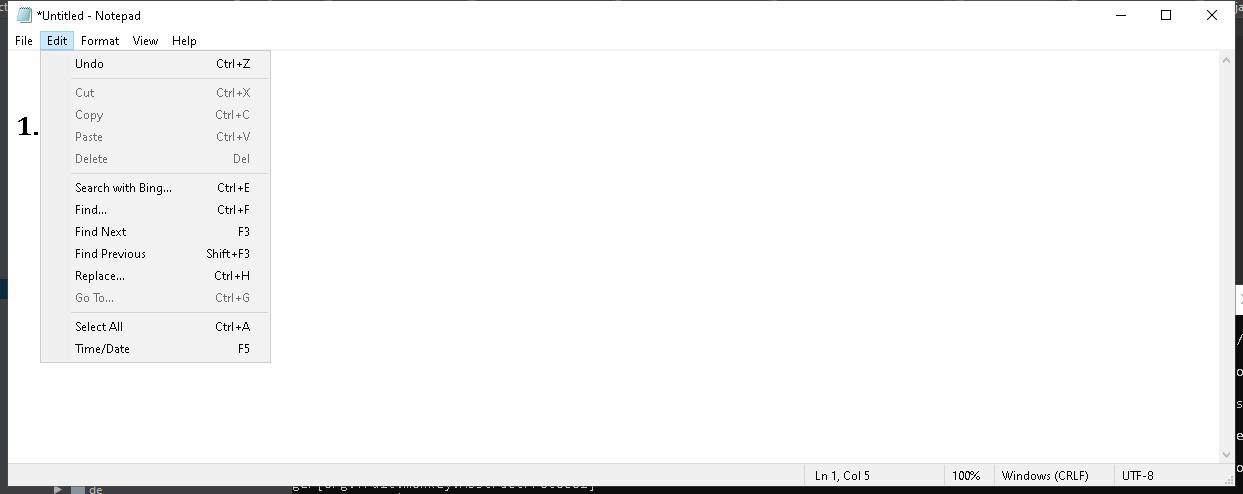 *Untitled - Notepad
File Edit Format View Help
Undo Ctrl+Z
Cut Ctrl+X
1.
Copy Ctrl+C
Paste Ctrl+V
Delete Del
Search with Bing... Ctrl+E
Find... Ctrl+F
Find Next F3
Find Previous Shift+F3
Replace... Ctrl+H
Go To... Ctrl+G
Select All Ctrl+A
Time/Date F5
Ln 1, Col 5 100% Windows (CRLF) UTF-8
de